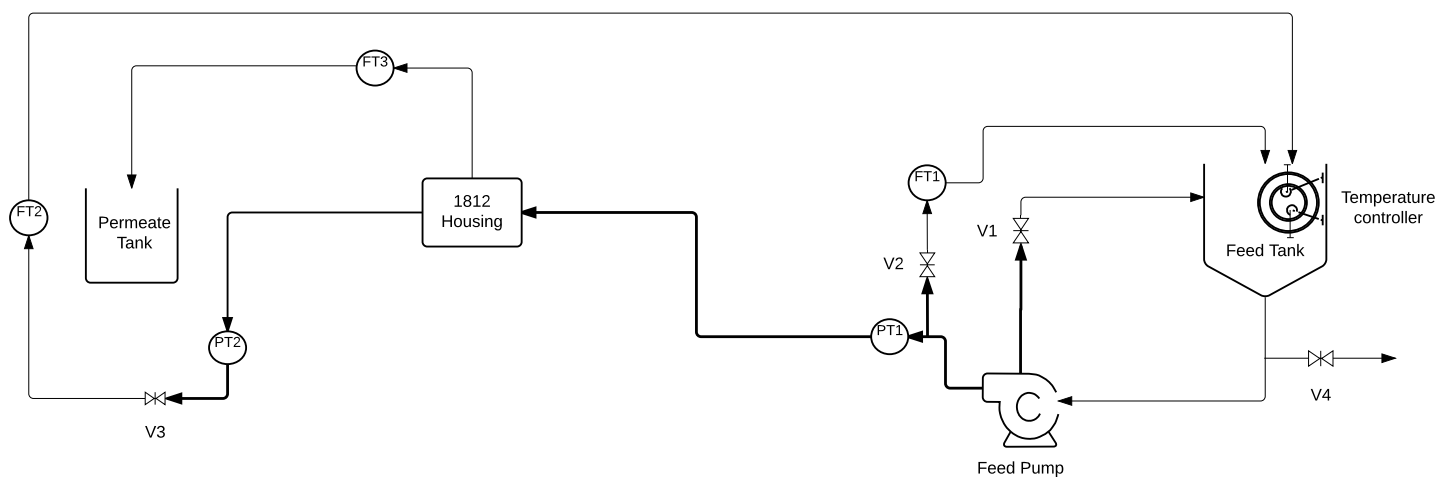 FT3
1812
Housing
FT1
Temperature
controller
FT2
Permeate
Tank
V1
Feed Tank
V2
PT1
PT2
V4
V3
Feed Pump